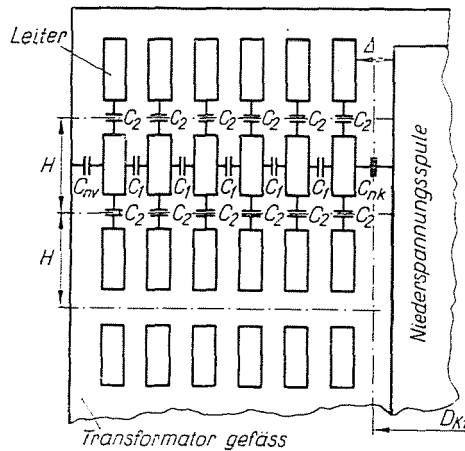 Leiter
Δ
C₂ C₂ C₂ C₂ C₂ C₂
H
Cₙᵥ C₁ C₁ C₁ C₁ C₁ Cₙₖ
C₂ C₂ C₂ C₂ C₂ C₂
H
Niederspannungsspule
Transformator gefäss